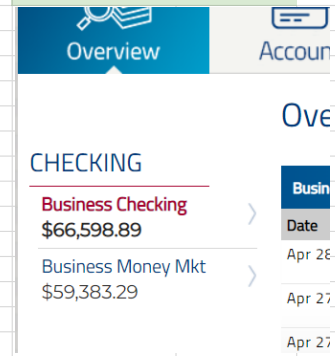 Overview
Accoun
Ove
CHECKING
Business Checking
$66,598.89
Business Money Mkt
$59,383.29
Busin
Date
Apr 28
Apr 27
Apr 27